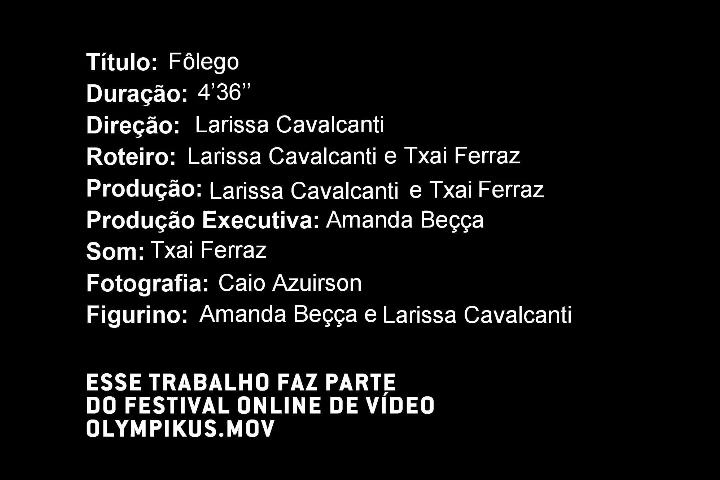 Título: Fôlego
Duração: 4’36’’
Direção: Larissa Cavalcanti
Roteiro: Larissa Cavalcanti e Txai Ferraz
Produção: Larissa Cavalcanti e Txai Ferraz
Produção Executiva: Amanda Beçça
Som: Txai Ferraz
Fotografia: Caio Azuirson
Figurino: Amanda Beçça e Larissa Cavalcanti
ESSE TRABALHO FAZ PARTE
DO FESTIVAL ONLINE DE VÍDEO
OLYMPIKUS.MOV